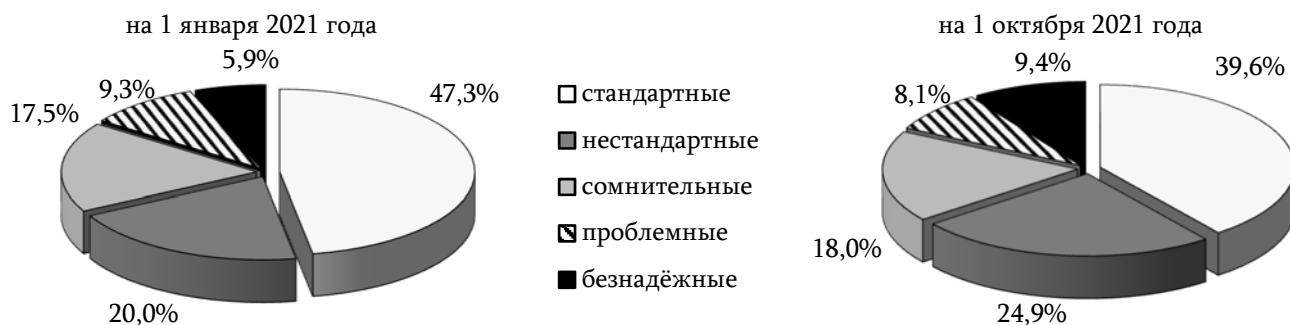 на 1 января 2021 года
5,9%
9,3%
47,3%
17,5%
20,0%
стандартные
нестандартные
сомнительные
проблемные
безнадёжные
на 1 октября 2021 года
9,4%
39,6%
8,1%
18,0%
24,9%